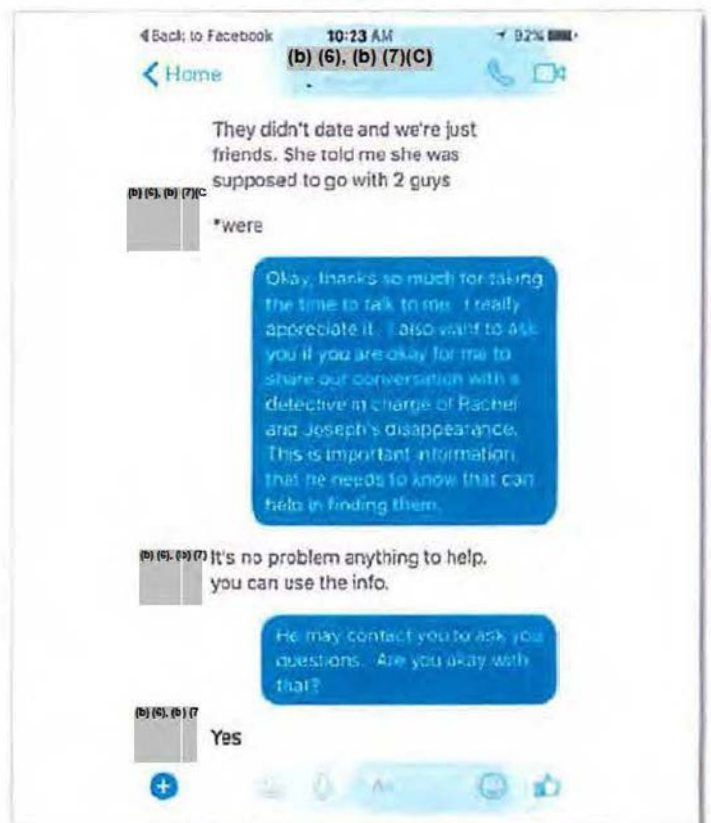 Back to Facebook 10:23 AM 92%
(b) (6), (b) (7)(C)
Home
They didn't date and we're just
friends. She told me she was
supposed to go with 2 guys
(b) (6), (b) (7)(C
*were
Okay, thanks so much for taking
the time to talk to me. I really
appreciate it. I also want to ask
you if you are okay for me to
share our conversation with a
detective in charge of Rachel
and Joseph's disappearance.
This is important information
that he needs to know that can
help in finding them.
(b) (6), (b) (7) It's no problem anything to help.
you can use the info.
He may contact you to ask you
questions. Are you okay with
that?
(b) (6), (b) (7
Yes
Aa